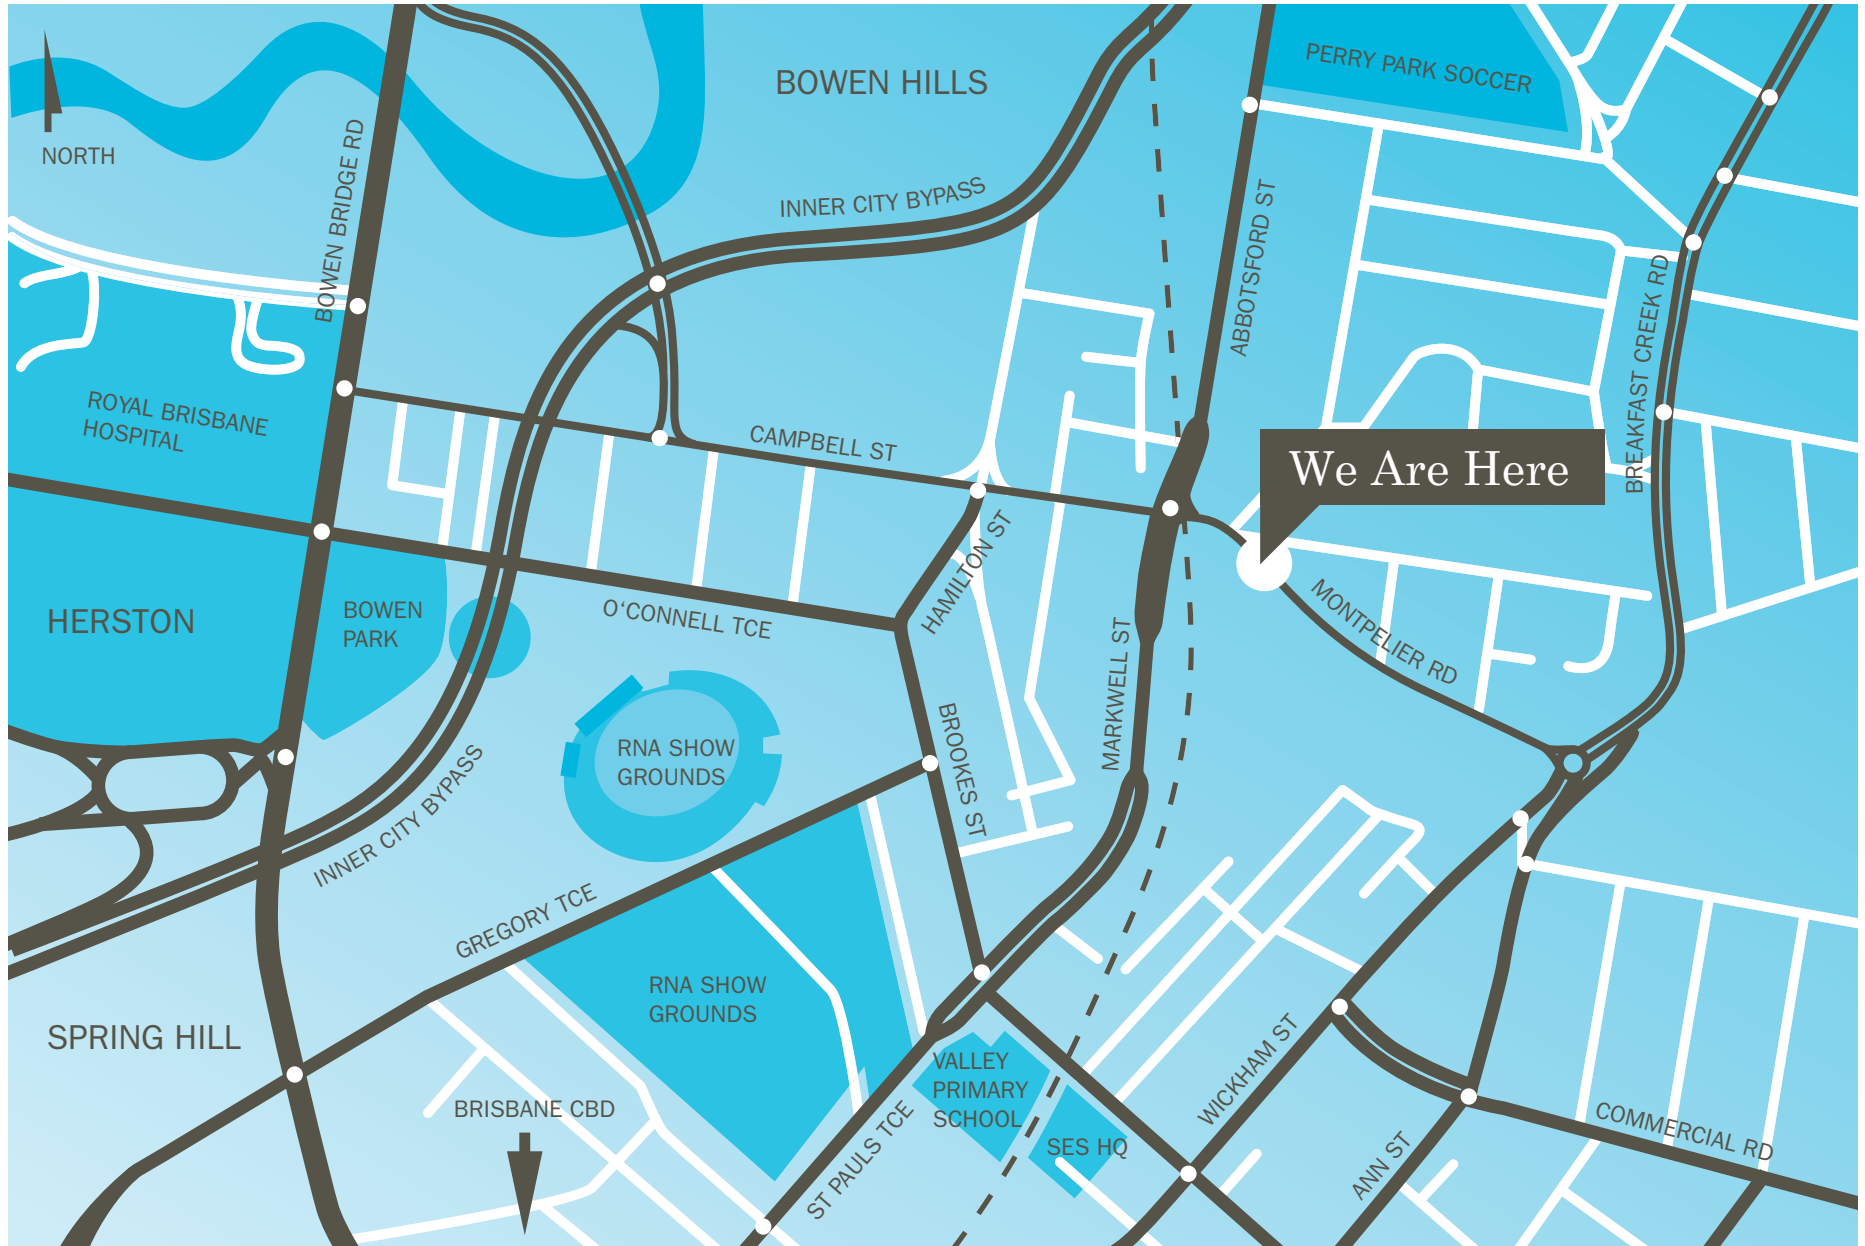 BOWEN HILLS
PERRY PARK SOCCER
NORTH
BOWEN BRIDGE RD
INNER CITY BYPASS
ABBOTSFORD ST
BREAKFAST CREEK RD
ROYAL BRISBANE
HOSPITAL
CAMPBELL ST
We Are Here
HERSTON
BOWEN
PARK
O'CONNELL TCE
HAMILTON ST
MONTPELIER RD
MARKWELL ST
RNA SHOW
GROUNDS
BROOKES ST
INNER CITY BYPASS
GREGORY TCE
RNA SHOW
GROUNDS
SPRING HILL
VALLEY
PRIMARY
SCHOOL
WICKHAM ST
BRISBANE CBD
ST PAULS TCE
SES HQ
ANN ST
COMMERCIAL RD